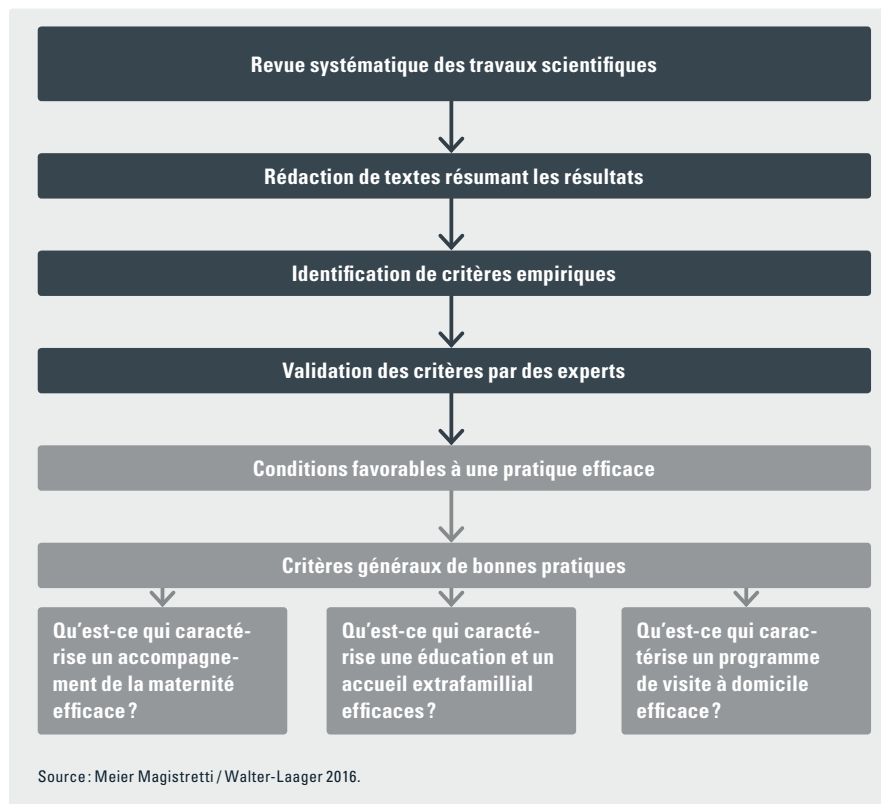 Revue systématique des travaux scientifiques
Rédaction de textes résumant les résultats
Identification de critères empiriques
Validation des critères par des experts
Conditions favorables à une pratique efficace
Critères généraux de bonnes pratiques
Qu’est-ce qui caracté-
rise un accompagne-
ment de la maternité
efficace ?
Qu’est-ce qui caracté-
rise une éducation et un
accueil extrafamillial
efficaces ?
Qu’est-ce qui carac-
térise un programme
de visite à domicile
efficace ?
Source : Meier Magistretti / Walter-Laager 2016.